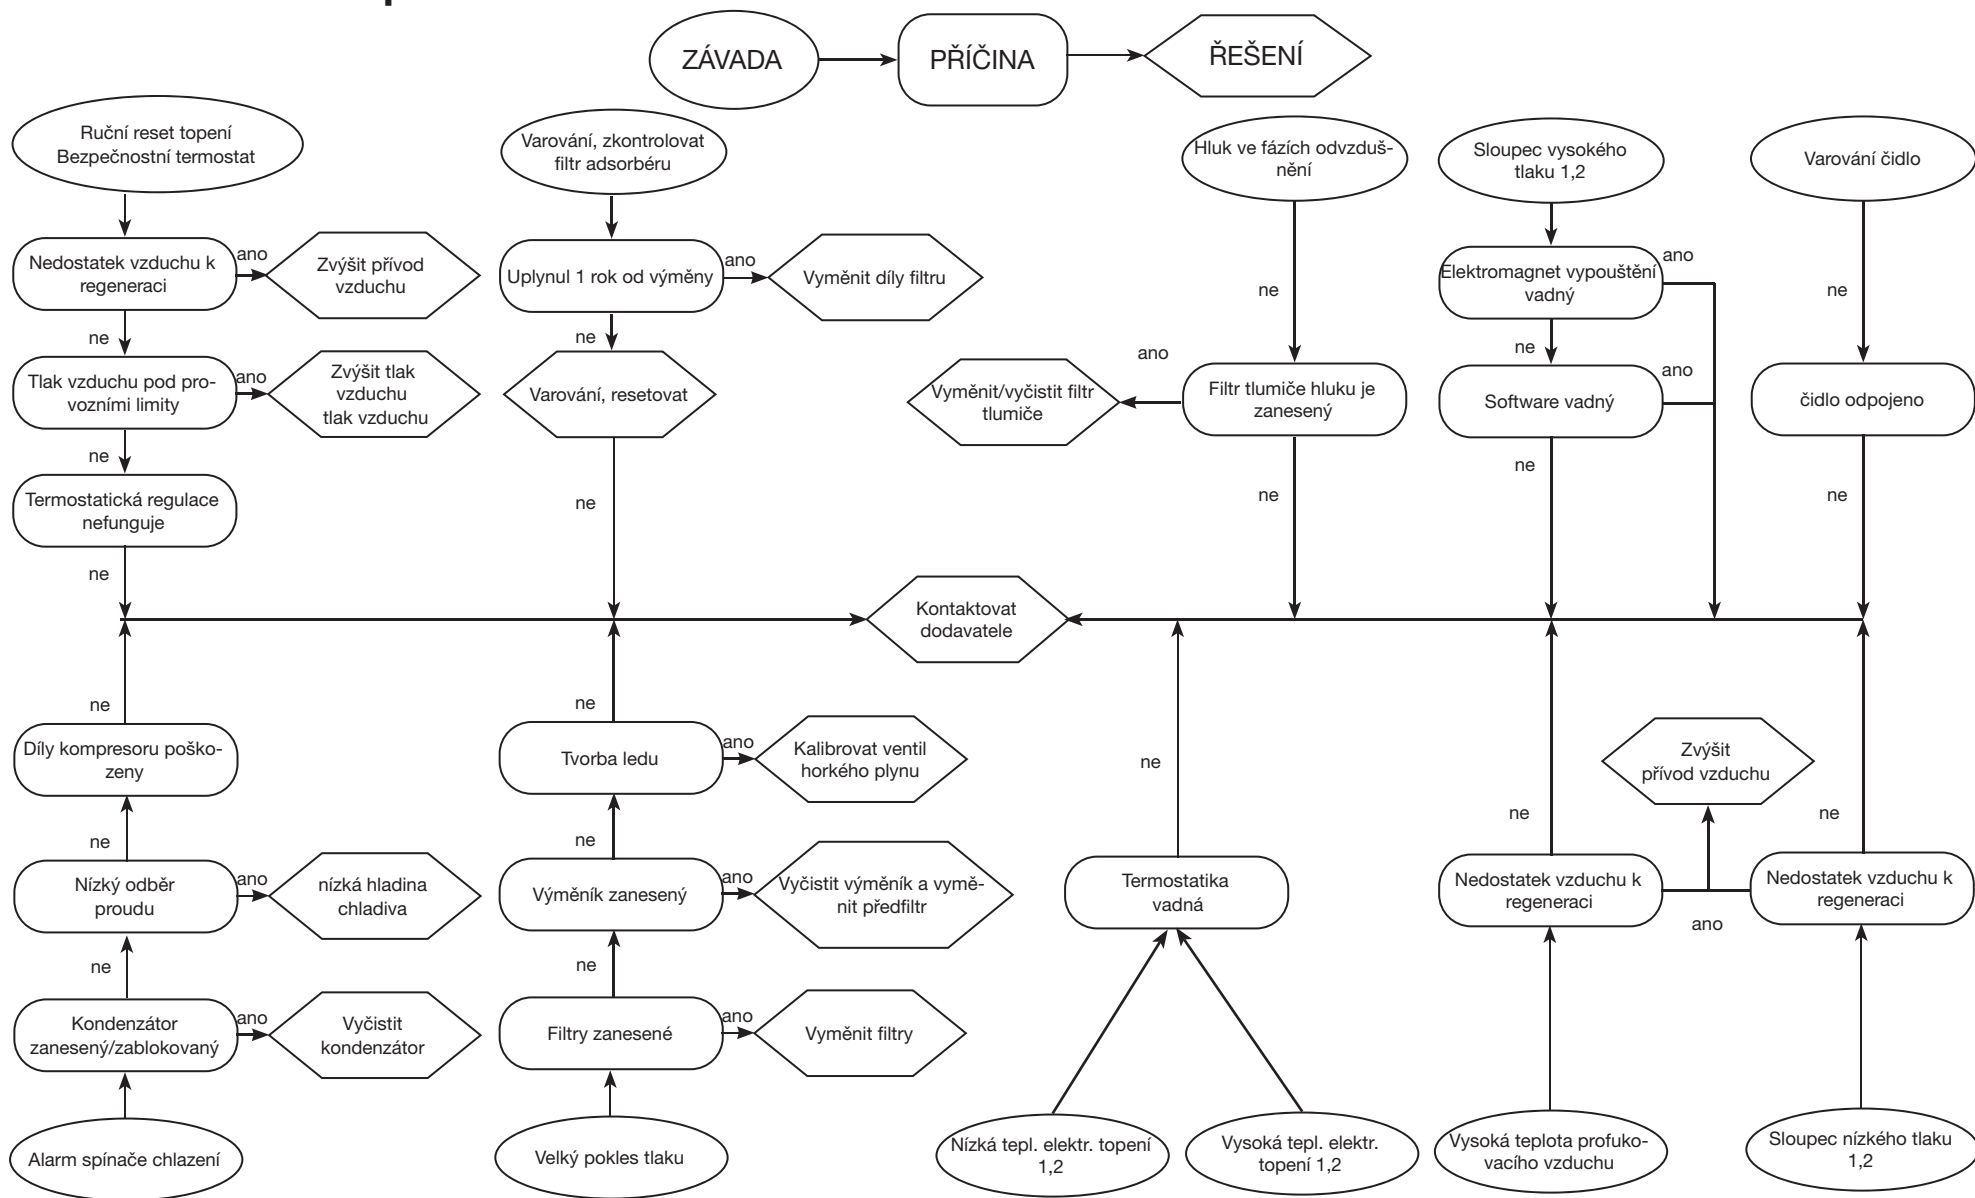 ZÁVADA
PŘÍČINA
ŘEŠENÍ
Ruční reset topení
Bezpečnostní termostat
Nedostatek vzduchu k
regeneraci
ano
Zvýšit přívod
vzduchu
ne
Tlak vzduchu pod pro-
vozními limity
ano
Zvýšit tlak
vzduchu
tlak vzduchu
ne
Termostatická regulace
nefunguje
ne
Varování, zkontrolovat
filtr adsorbéru
Uplynul 1 rok od výměny
ano
Vyměnit díly filtru
ne
Varování, resetovat
ne
Hluk ve fázích odvzduš-
nění
ne
Filtr tlumiče hluku je
zanesený
ano
Vyměnit/vyčistit filtr
tlumiče
ne
Sloupec vysokého
tlaku 1,2
Elektromagnet vypouštění
vadný
ano
ne
Software vadný
ano
ne
Varování čidlo
ne
čidlo odpojeno
ne
Kontaktovat
dodavatele
ne
Díly kompresoru poško-
zeny
ne
Nízký odběr
proudu
ano
nízká hladina
chladiva
ne
Kondenzátor
zanesený/zablokovaný
ano
Vyčistit
kondenzátor
Alarm spínače chlazení
ne
Tvorba ledu
ano
Kalibrovat ventil
horkého plynu
ne
Výměník zanesený
ano
Vyčistit výměník a vymě-
nit předfiltr
ne
Filtry zanesené
ano
Vyměnit filtry
Velký pokles tlaku
ne
Termostatika
vadná
Nízká tepl. elektr. topení
1,2
Vysoká tepl. elektr.
topení 1,2
ne
Nedostatek vzduchu k
regeneraci
Vysoká teplota profuko-
vacího vzduchu
Zvýšit
přívod vzduchu
ano
ne
Nedostatek vzduchu k
regeneraci
Sloupec nízkého tlaku
1,2